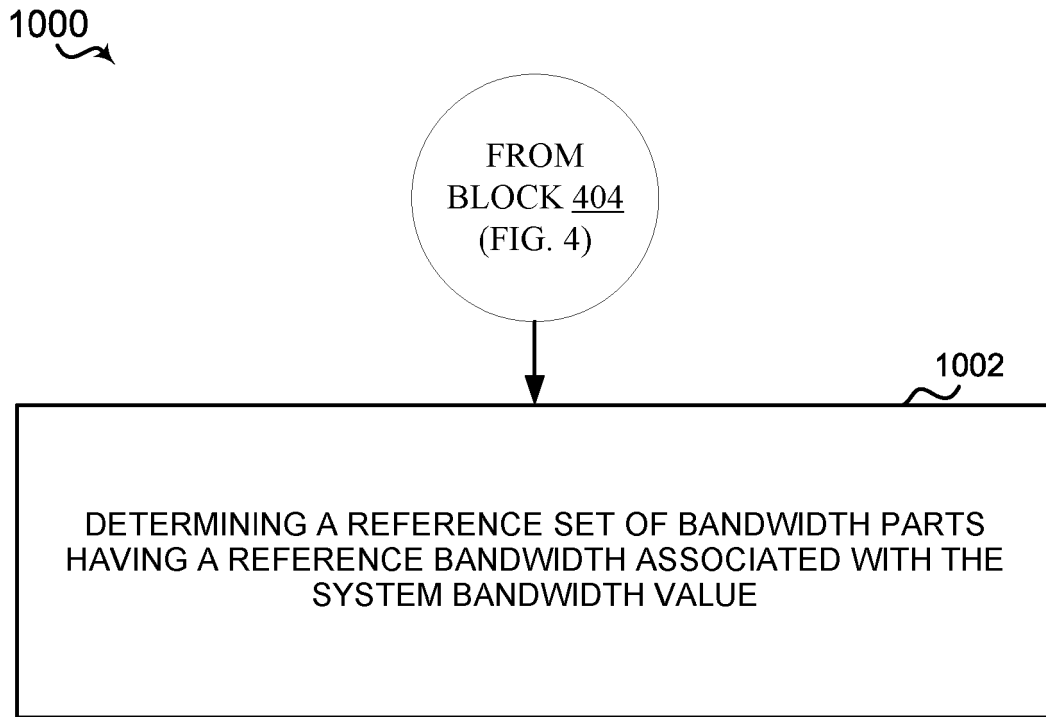 1000
FROM
BLOCK 404
(FIG. 4)
1002
DETERMINING A REFERENCE SET OF BANDWIDTH PARTS
HAVING A REFERENCE BANDWIDTH ASSOCIATED WITH THE
SYSTEM BANDWIDTH VALUE